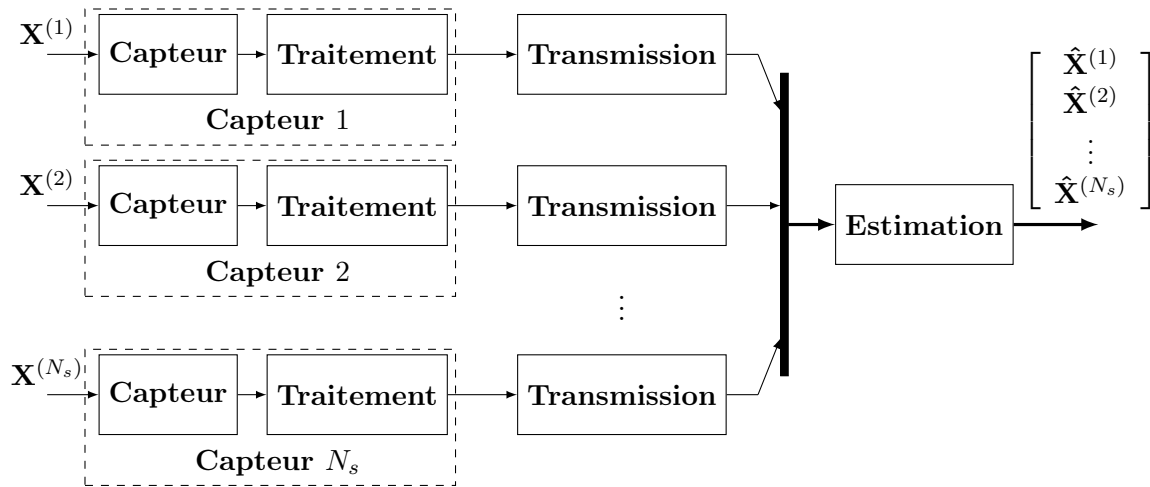 X^(1) Capteur Traitement Transmission
Capteur 1
X^(2) Capteur Traitement Transmission
Capteur 2
⋮
X^(N_s) Capteur Traitement Transmission
Capteur N_s
Estimation
X̂^(1)
X̂^(2)
⋮
X̂^(N_s)